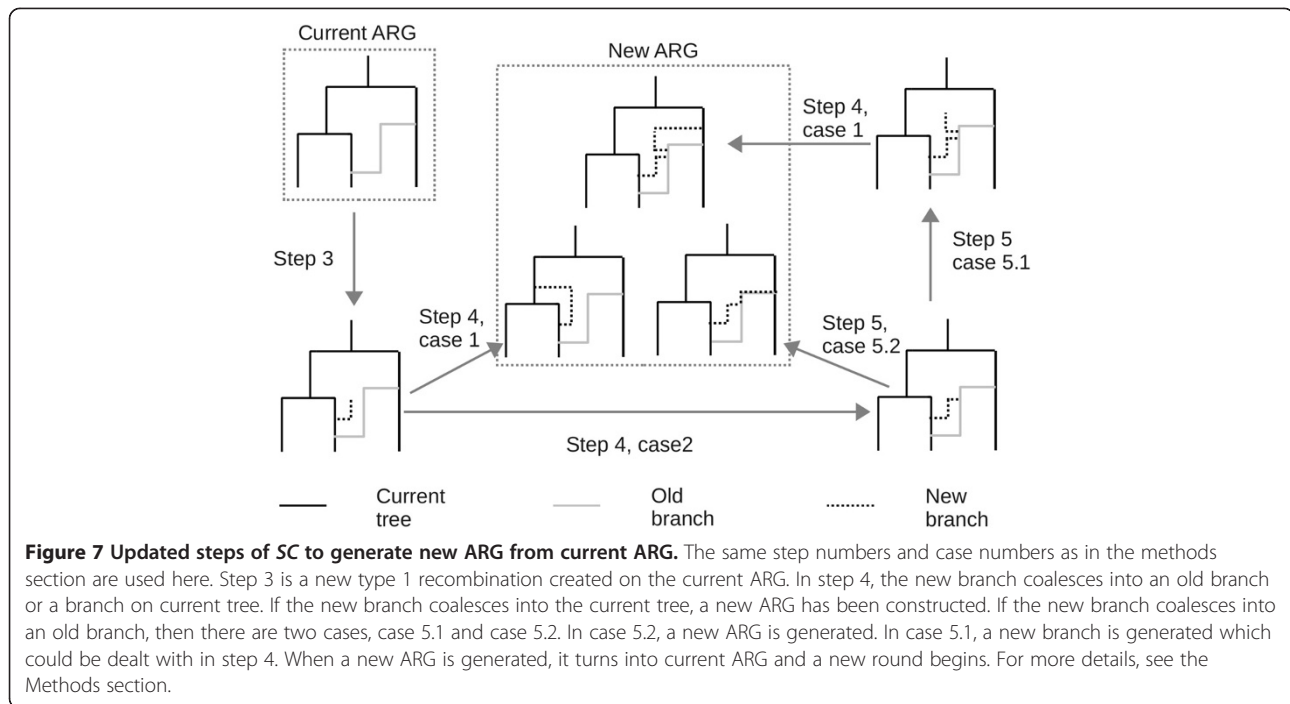 Current ARG
New ARG
Step 4,
case 1
Step 3
Step 5
case 5.1
Step 4,
case 1
Step 5,
case 5.2
Step 4, case2
Current
tree
Old
branch
New
branch
Figure 7 Updated steps of SC to generate new ARG from current ARG. The same step numbers and case numbers as in the methods
section are used here. Step 3 is a new type 1 recombination created on the current ARG. In step 4, the new branch coalesces into an old branch
or a branch on current tree. If the new branch coalesces into the current tree, a new ARG has been constructed. If the new branch coalesces into
an old branch, then there are two cases, case 5.1 and case 5.2. In case 5.2, a new ARG is generated. In case 5.1, a new branch is generated which
could be dealt with in step 4. When a new ARG is generated, it turns into current ARG and a new round begins. For more details, see the
Methods section.